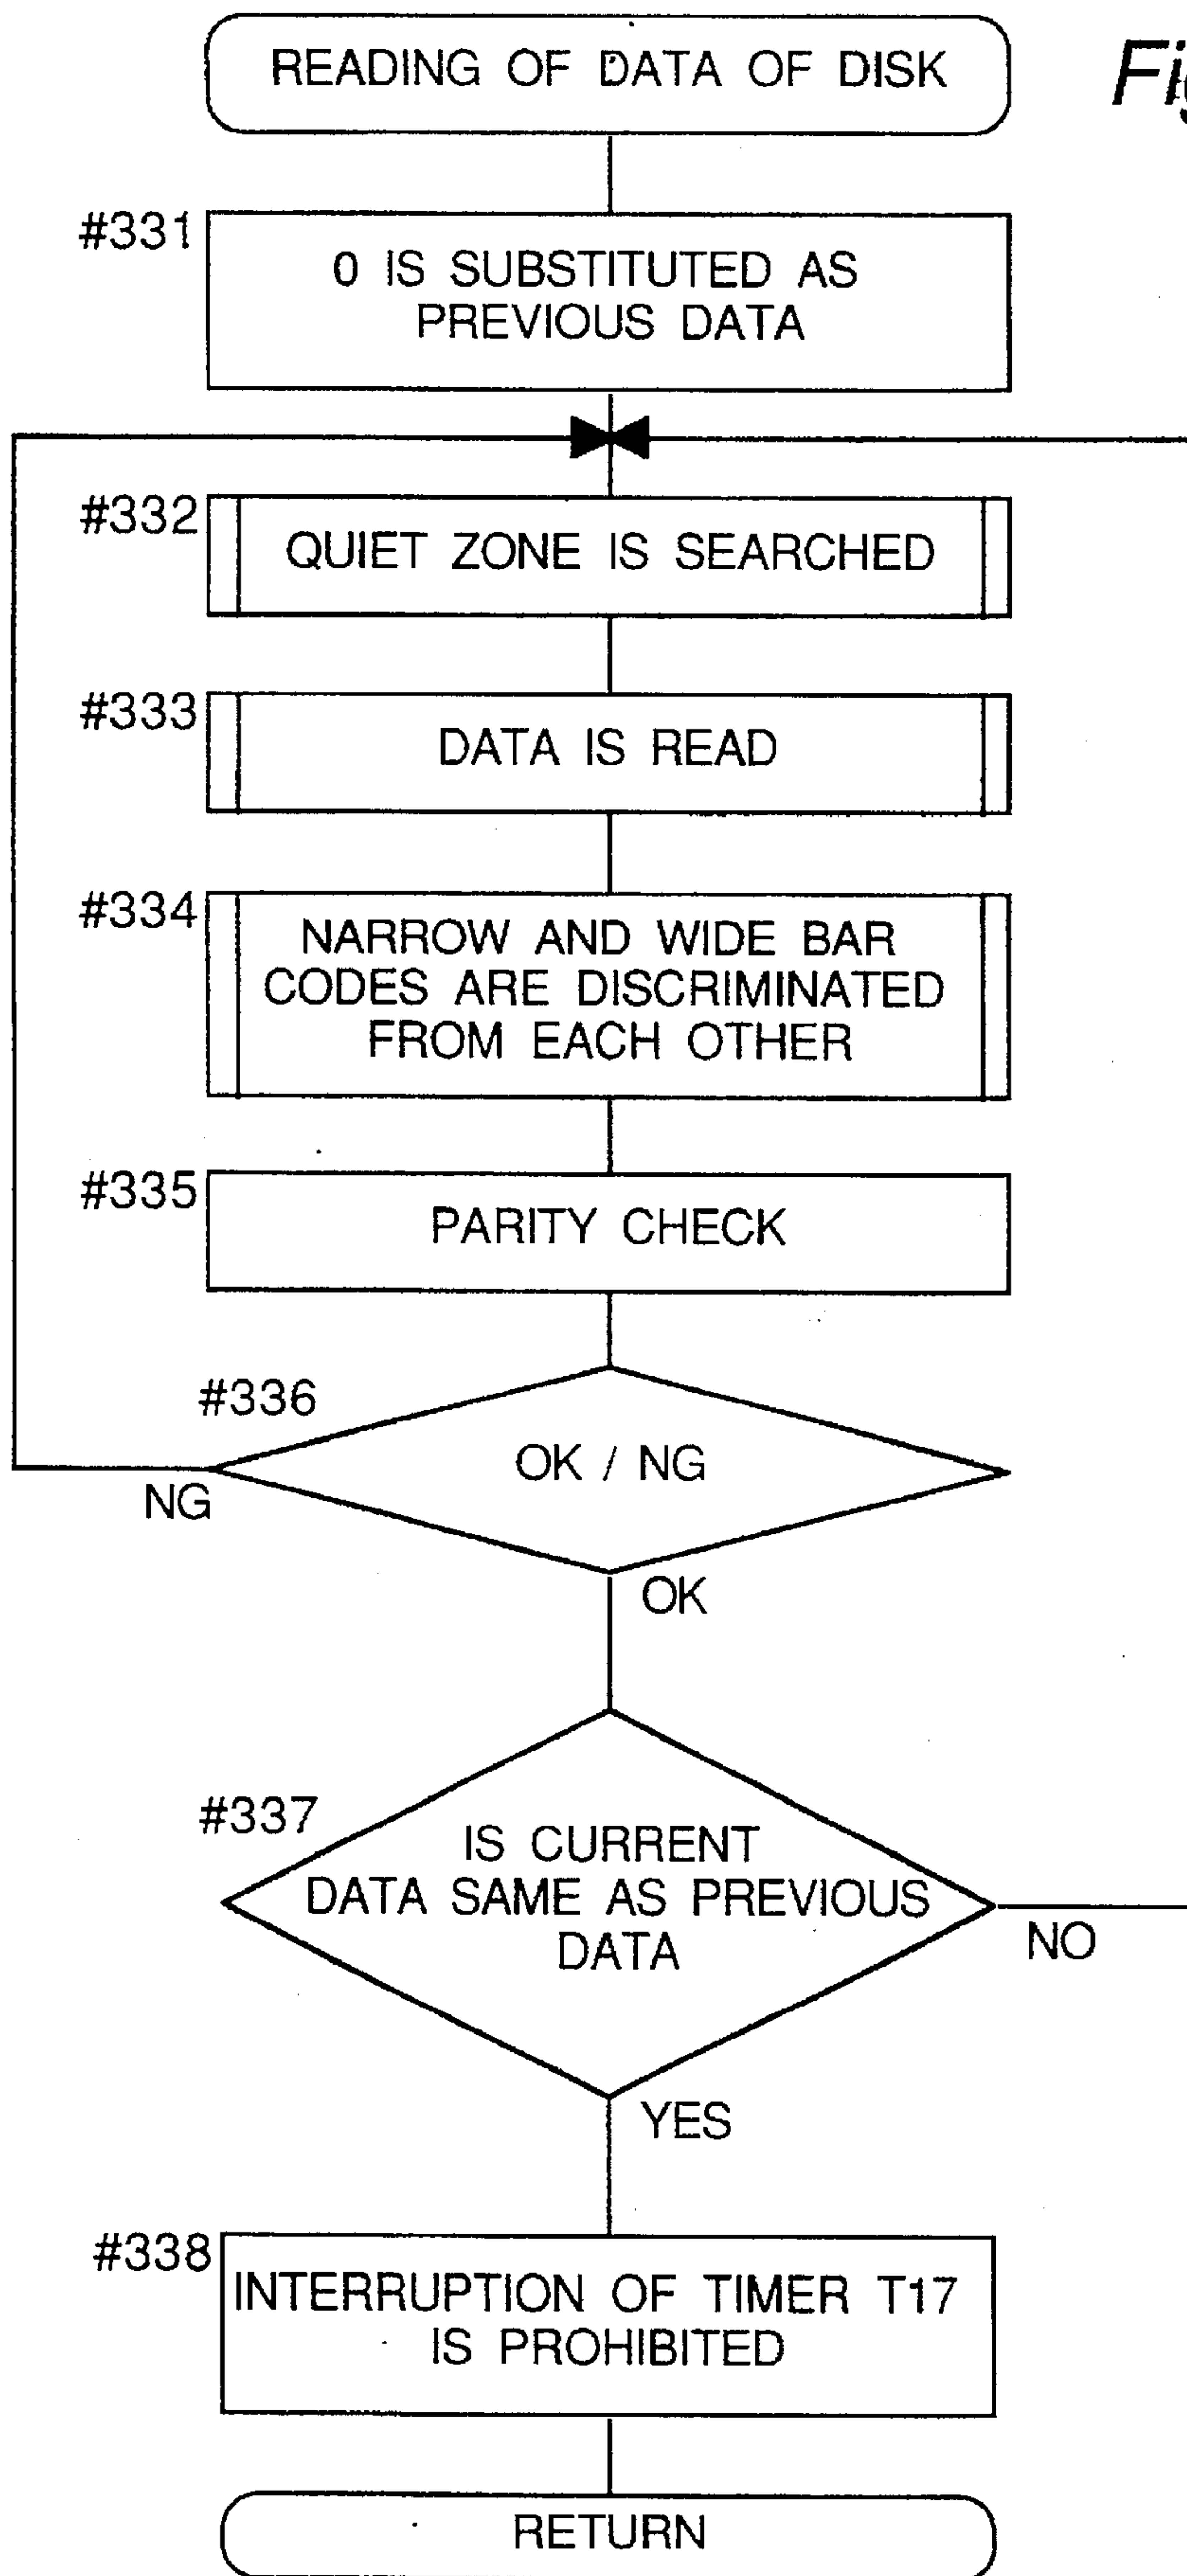 READING OF DATA OF DISK
#331
0 IS SUBSTITUTED AS
PREVIOUS DATA
#332
QUIET ZONE IS SEARCHED
#333
DATA IS READ
#334
NARROW AND WIDE BAR
CODES ARE DISCRIMINATED
FROM EACH OTHER
#335
PARITY CHECK
#336
OK / NG
NG
OK
#337
IS CURRENT
DATA SAME AS PREVIOUS
DATA
NO
YES
#338
INTERRUPTION OF TIMER T17
IS PROHIBITED
RETURN